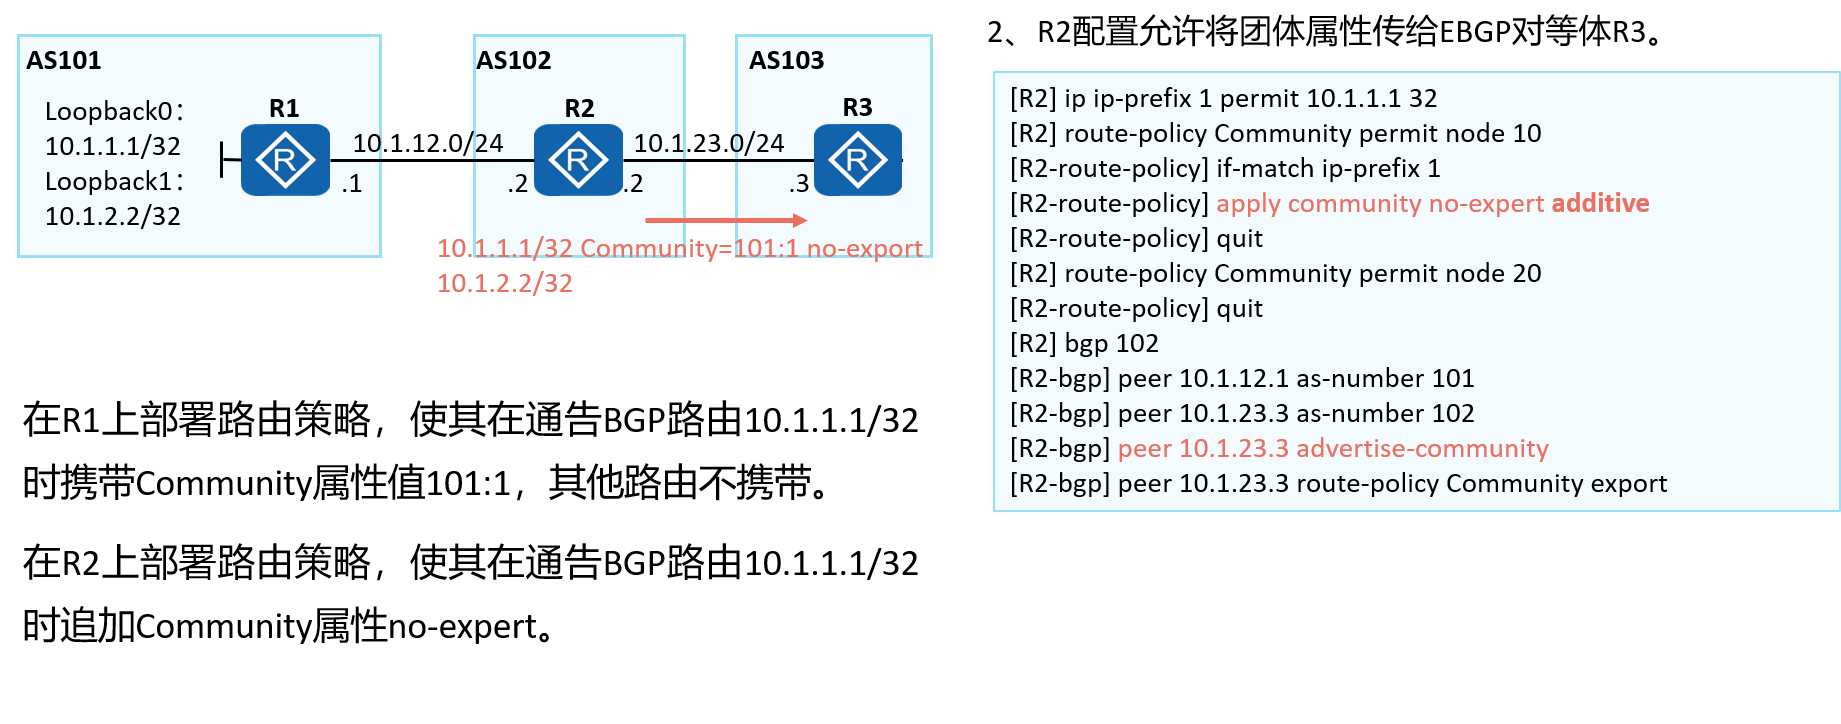 AS101
AS102
AS103
Loopback0：
10.1.1.1/32
Loopback1：
10.1.2.2/32
R1
R2
R3
10.1.12.0/24
10.1.23.0/24
.1
.2
.2
.3
10.1.1.1/32 Community=101:1 no-export
10.1.2.2/32
在R1上部署路由策略，使其在通告BGP路由10.1.1.1/32
时携带Community属性值101:1，其他路由不携带。
在R2上部署路由策略，使其在通告BGP路由10.1.1.1/32
时追加Community属性no-expert。
2、R2配置允许将团体属性传给EBGP对等体R3。
[R2] ip ip-prefix 1 permit 10.1.1.1 32
[R2] route-policy Community permit node 10
[R2-route-policy] if-match ip-prefix 1
[R2-route-policy] apply community no-expert additive
[R2-route-policy] quit
[R2] route-policy Community permit node 20
[R2-route-policy] quit
[R2] bgp 102
[R2-bgp] peer 10.1.12.1 as-number 101
[R2-bgp] peer 10.1.23.3 as-number 102
[R2-bgp] peer 10.1.23.3 advertise-community
[R2-bgp] peer 10.1.23.3 route-policy Community export